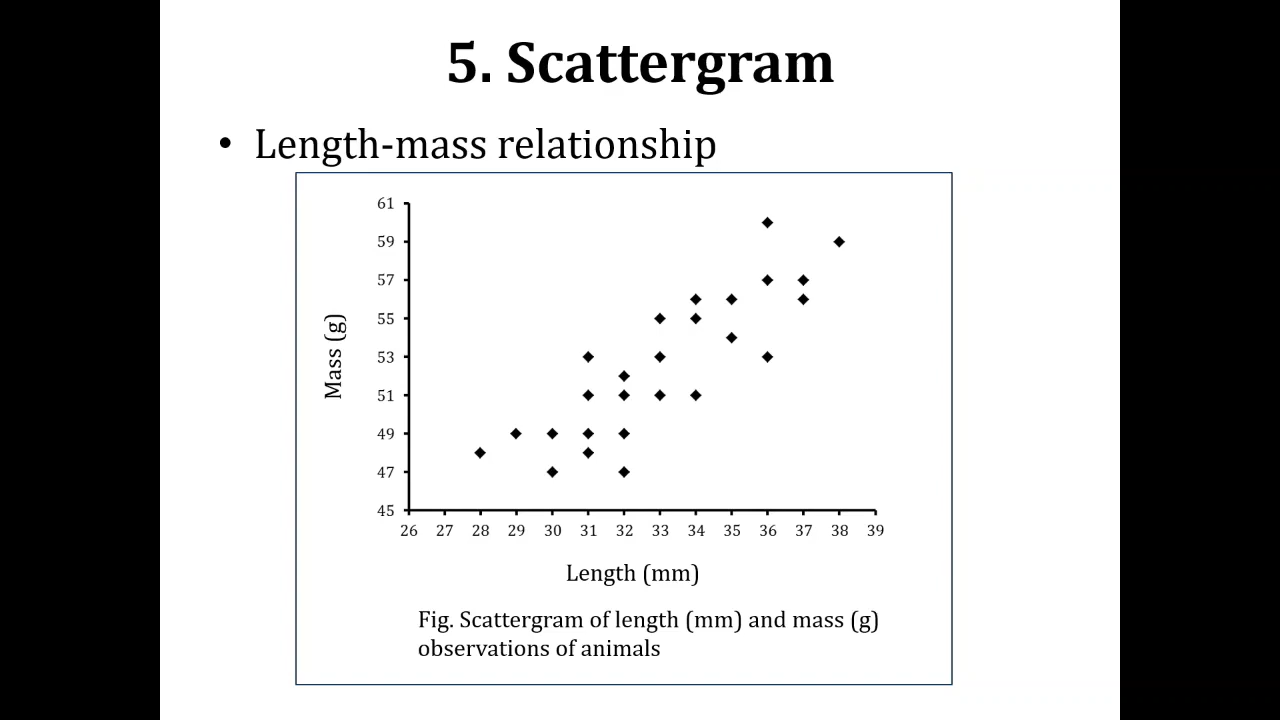 5. Scattergram
• Length-mass relationship
61
59
57
55
53
51
49
47
45
Mass (g)
26 27 28 29 30 31 32 33 34 35 36 37 38 39
Length (mm)
Fig. Scattergram of length (mm) and mass (g)
observations of animals